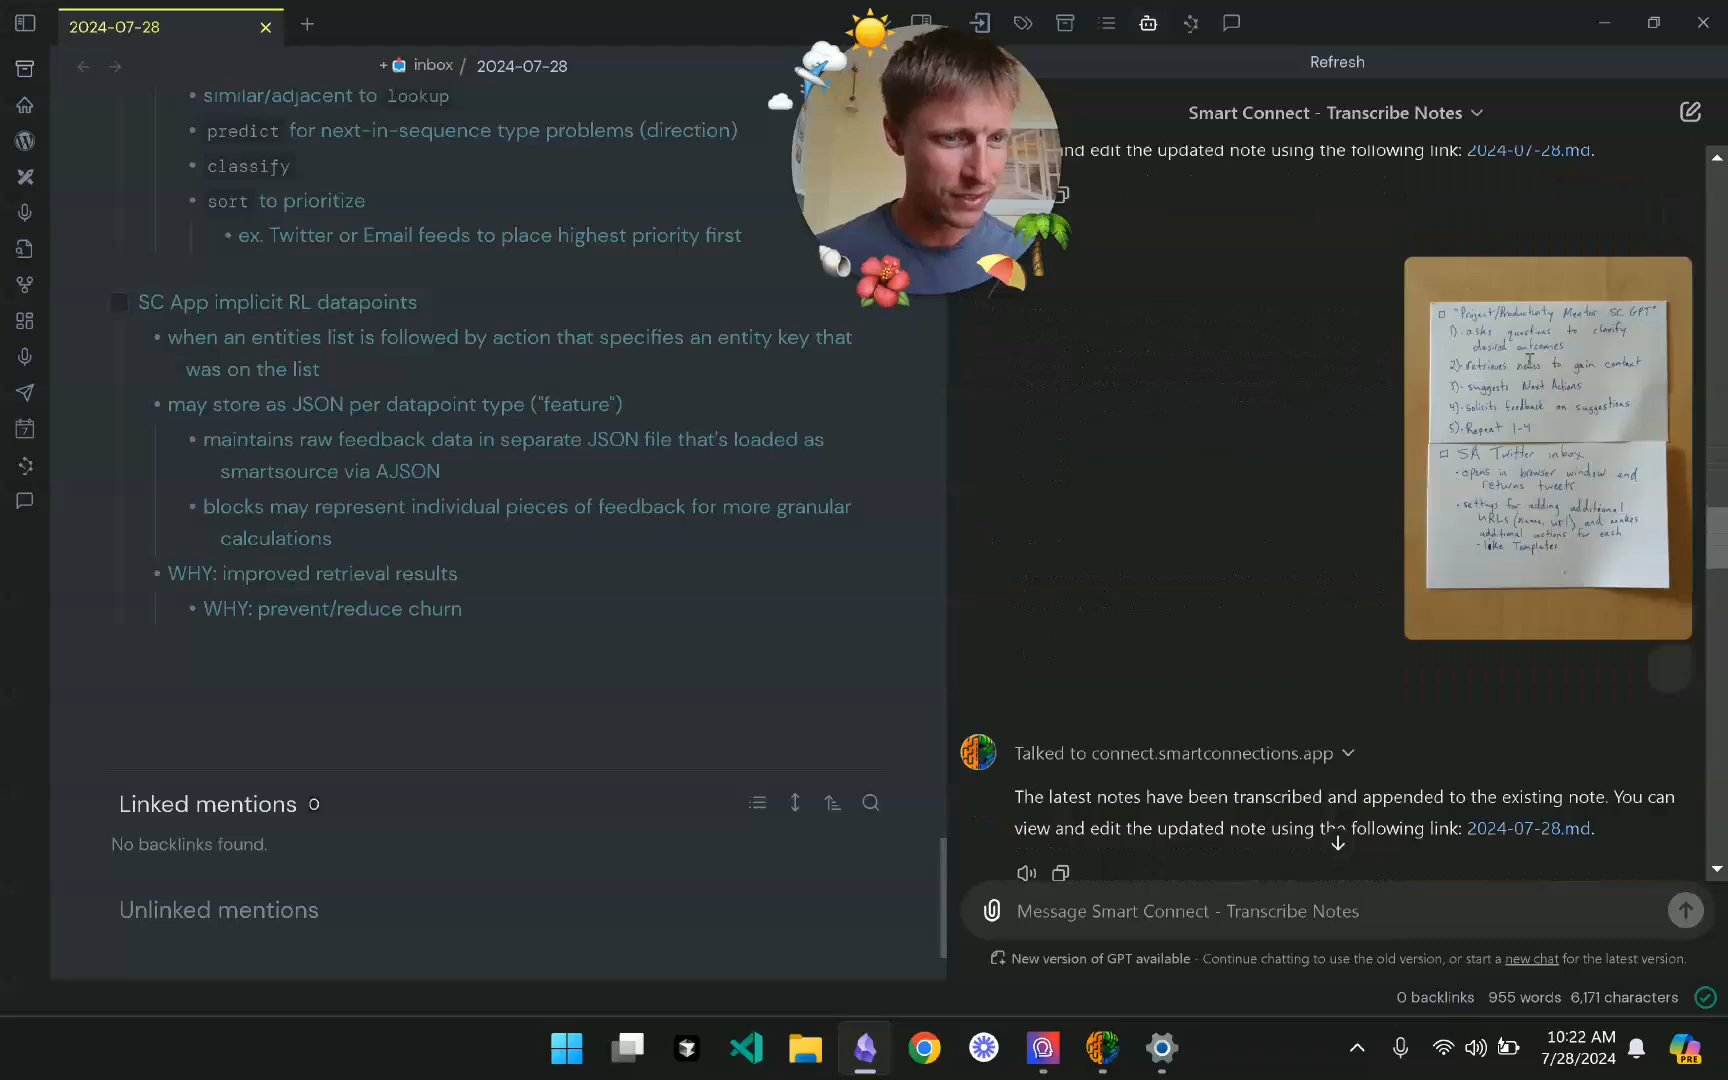 2024-07-28
+ inbox / 2024-07-28
Refresh
Smart Connect - Transcribe Notes
similar/adjacent to lookup
predict for next-in-sequence type problems (direction)
classify
sort to prioritize
ex. Twitter or Email feeds to place highest priority first
SC App implicit RL datapoints
when an entities list is followed by action that specifies an entity key that
was on the list
may store as JSON per datapoint type ("feature")
maintains raw feedback data in separate JSON file that's loaded as
smartsource via AJSON
blocks may represent individual pieces of feedback for more granular
calculations
WHY: improved retrieval results
WHY: prevent/reduce churn
Linked mentions 0
No backlinks found.
Unlinked mentions
and edit the updated note using the following link: 2024-07-28.md.
"Project/Productivity Mentor SC GPT"
1). asks questions to clarify
desired outcomes
2). retrieves notes to gain context
3). suggests Next Actions
4). solicits feedback on suggestions
5). Repeat 1-4
SA Twitter inbox
• opens in browser window and
returns tweets
• settings for adding additional
URLs (name, url) and makes
additional actions for each
- like Templates
Talked to connect.smartconnections.app
The latest notes have been transcribed and appended to the existing note. You can
view and edit the updated note using the following link: 2024-07-28.md.
Message Smart Connect - Transcribe Notes
New version of GPT available - Continue chatting to use the old version, or start a new chat for the latest version.
0 backlinks 955 words 6,171 characters
7
PRE
10:22 AM
7/28/2024